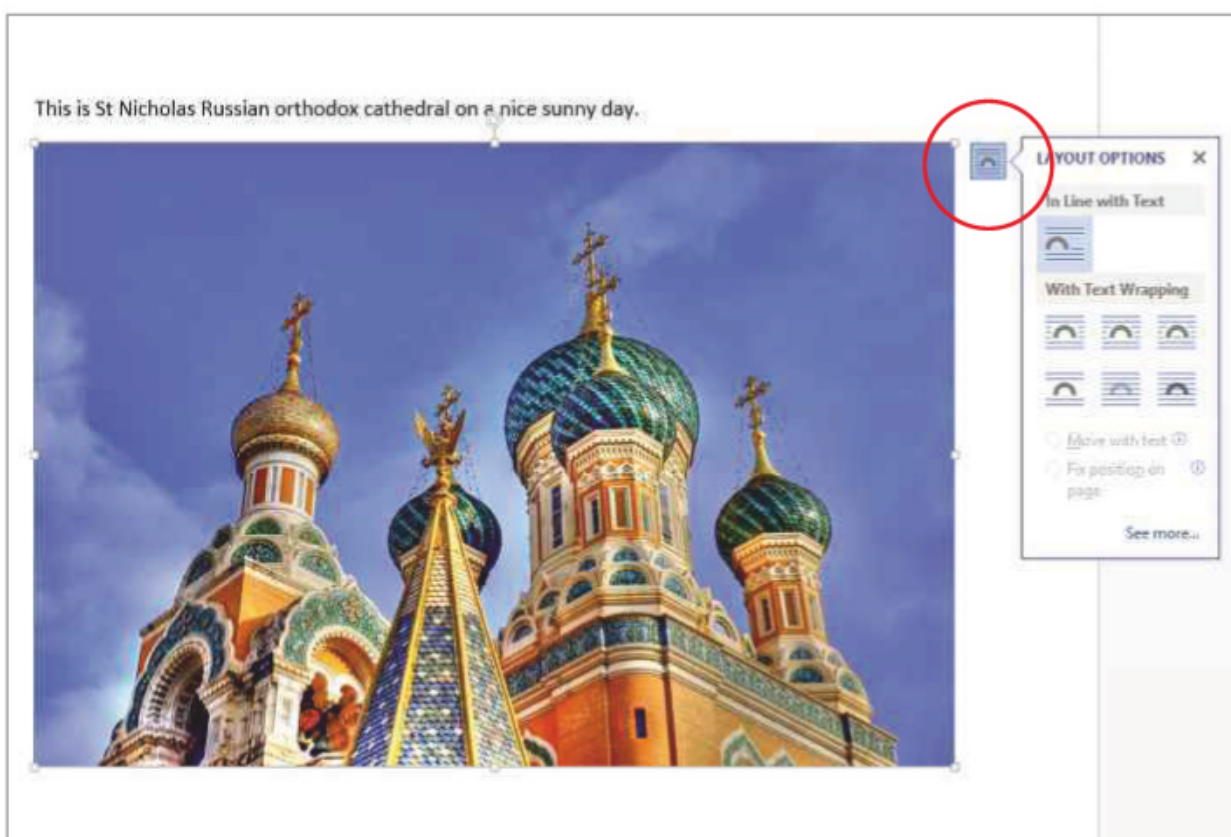 This is St Nicholas Russian orthodox cathedral on a nice sunny day.
LAYOUT OPTIONS
In Line with Text
With Text Wrapping
Move with text
Fix position on
page
See more...